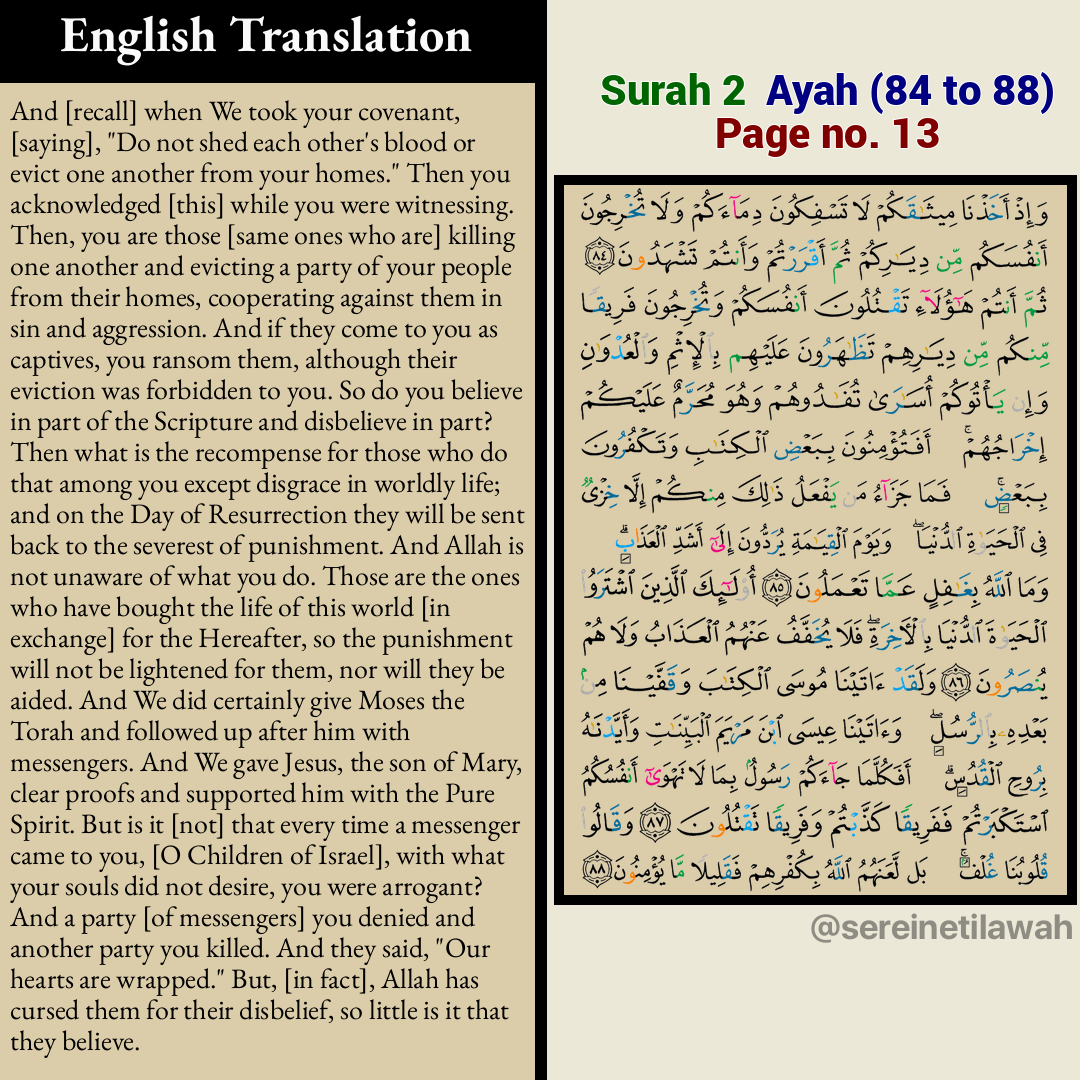 English Translation
And [recall] when We took your covenant,
[saying], "Do not shed each other's blood or
evict one another from your homes." Then you
acknowledged [this] while you were witnessing.
Then, you are those [same ones who are] killing
one another and evicting a party of your people
from their homes, cooperating against them in
sin and aggression. And if they come to you as
captives, you ransom them, although their
eviction was forbidden to you. So do you believe
in part of the Scripture and disbelieve in part?
Then what is the recompense for those who do
that among you except disgrace in worldly life;
and on the Day of Resurrection they will be sent
back to the severest of punishment. And Allah is
not unaware of what you do. Those are the ones
who have bought the life of this world [in
exchange] for the Hereafter, so the punishment
will not be lightened for them, nor will they be
aided. And We did certainly give Moses the
Torah and followed up after him with
messengers. And We gave Jesus, the son of Mary,
clear proofs and supported him with the Pure
Spirit. But is it [not] that every time a messenger
came to you, [O Children of Israel], with what
your souls did not desire, you were arrogant?
And a party [of messengers] you denied and
another party you killed. And they said, "Our
hearts are wrapped." But, [in fact], Allah has
cursed them for their disbelief, so little is it that
they believe.
Surah 2 Ayah (84 to 88)
Page no. 13
وَإِذْ أَخَذْنَا مِيثَـٰقَكُمْ لَا تَسْفِكُونَ دِمَآءَكُمْ وَلَا تُخْرِجُونَ
أَنفُسَكُم مِّن دِيَـٰرِكُمْ ثُمَّ أَقْرَرْتُمْ وَأَنتُمْ تَشْهَدُونَ ٨٤
ثُمَّ أَنتُمْ هَـٰٓؤُلَآءِ تَقْتُلُونَ أَنفُسَكُمْ وَتُخْرِجُونَ فَرِيقًا
مِّنكُم مِّن دِيَـٰرِهِمْ تَظَـٰهَرُونَ عَلَيْهِم بِٱلْإِثْمِ وَٱلْعُدْوَٰنِ
وَإِن يَأْتُوكُمْ أُسَـٰرَىٰ تُفَـٰدُوهُمْ وَهُوَ مُحَرَّمٌ عَلَيْكُمْ
إِخْرَاجُهُمْ ۚ أَفَتُؤْمِنُونَ بِبَعْضِ ٱلْكِتَـٰبِ وَتَكْفُرُونَ
بِبَعْضٍ ۚ فَمَا جَزَآءُ مَن يَفْعَلُ ذَٰلِكَ مِنكُمْ إِلَّا خِزْىٌ
فِى ٱلْحَيَوٰةِ ٱلدُّنْيَا ۖ وَيَوْمَ ٱلْقِيَـٰمَةِ يُرَدُّونَ إِلَىٰٓ أَشَدِّ ٱلْعَذَابِ ۗ
وَمَا ٱللَّهُ بِغَـٰفِلٍ عَمَّا تَعْمَلُونَ ٨٥ أُو۟لَـٰٓئِكَ ٱلَّذِينَ ٱشْتَرَوُا۟
ٱلْحَيَوٰةَ ٱلدُّنْيَا بِٱلْـَٔاخِرَةِ ۖ فَلَا يُخَفَّفُ عَنْهُمُ ٱلْعَذَابُ وَلَا هُمْ
يُنصَرُونَ ٨٦ وَلَقَدْ ءَاتَيْنَا مُوسَى ٱلْكِتَـٰبَ وَقَفَّيْنَا مِنۢ
بَعْدِهِۦ بِٱلرُّسُلِ ۖ وَءَاتَيْنَا عِيسَى ٱبْنَ مَرْيَمَ ٱلْبَيِّنَـٰتِ وَأَيَّدْنَـٰهُ
بِرُوحِ ٱلْقُدُسِ ۗ أَفَكُلَّمَا جَآءَكُمْ رَسُولٌۢ بِمَا لَا تَهْوَىٰٓ أَنفُسُكُمُ
ٱسْتَكْبَرْتُمْ فَفَرِيقًا كَذَّبْتُمْ وَفَرِيقًا تَقْتُلُونَ ٨٧ وَقَالُوا۟
قُلُوبُنَا غُلْفٌۢ ۚ بَل لَّعَنَهُمُ ٱللَّهُ بِكُفْرِهِمْ فَقَلِيلًا مَّا يُؤْمِنُونَ ٨٨
@sereinetilawah